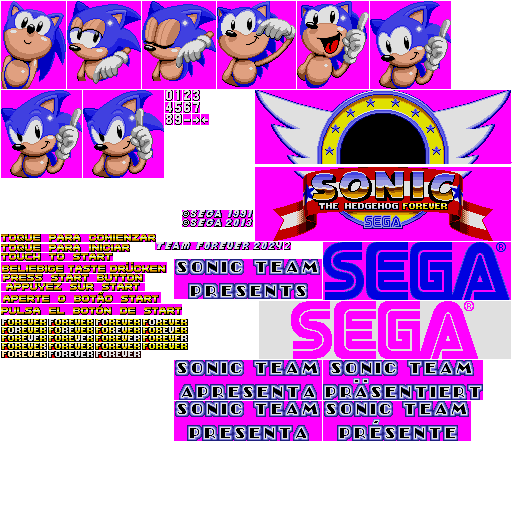 0123
4567
89
SONIC
THE HEDGEHOG FOREVER
SEGA
©SEGA 1991
©SEGA 2013
TEAM FOREVER 2024?
TOQUE PARA COMIENZAR
TOQUE PARA INICIAR
TOUCH TO START
BELIEBIGE TASTE DRÜCKEN
PRESS START BUTTON
APPUYEZ SUR START
APERTE O BOTÃO START
PULSA EL BOTÓN DE START
SONIC TEAM
PRESENTS
SEGA®
SEGA®
FOREVER FOREVER FOREVER FOREVER
FOREVER FOREVER FOREVER FOREVER
FOREVER FOREVER FOREVER FOREVER
FOREVER FOREVER FOREVER FOREVER
FOREVER FOREVER FOREVER
SONIC TEAM
APRESENTA
SONIC TEAM
PRÄSENTIERT
SONIC TEAM
PRESENTA
SONIC TEAM
PRÉSENTE